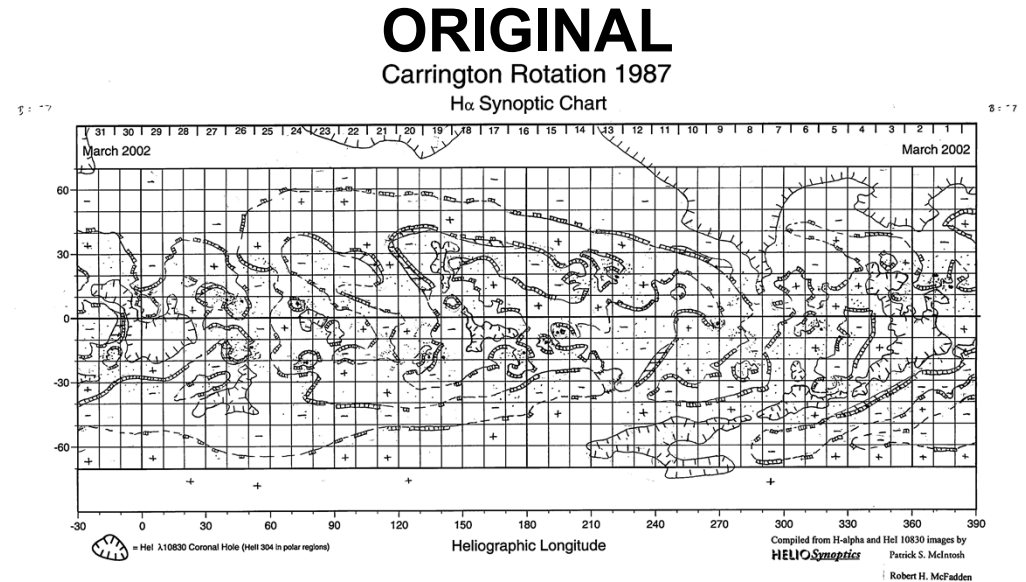 ORIGINAL
Carrington Rotation 1987
Hα Synoptic Chart
B = -7 B = -7
31 30 29 28 27 26 25 24 23 22 21 20 19 18 17 16 15 14 13 12 11 10 9 8 7 6 5 4 3 2 1
March 2002 March 2002
60
30
0
-30
-60
-30 0 30 60 90 120 150 180 210 240 270 300 330 360 390
= HeI λ10830 Coronal Hole (HeII 304 in polar regions)
Heliographic Longitude
Compiled from H-alpha and HeI 10830 images by
HELIO Synoptics Patrick S. McIntosh
Robert H. McFadden